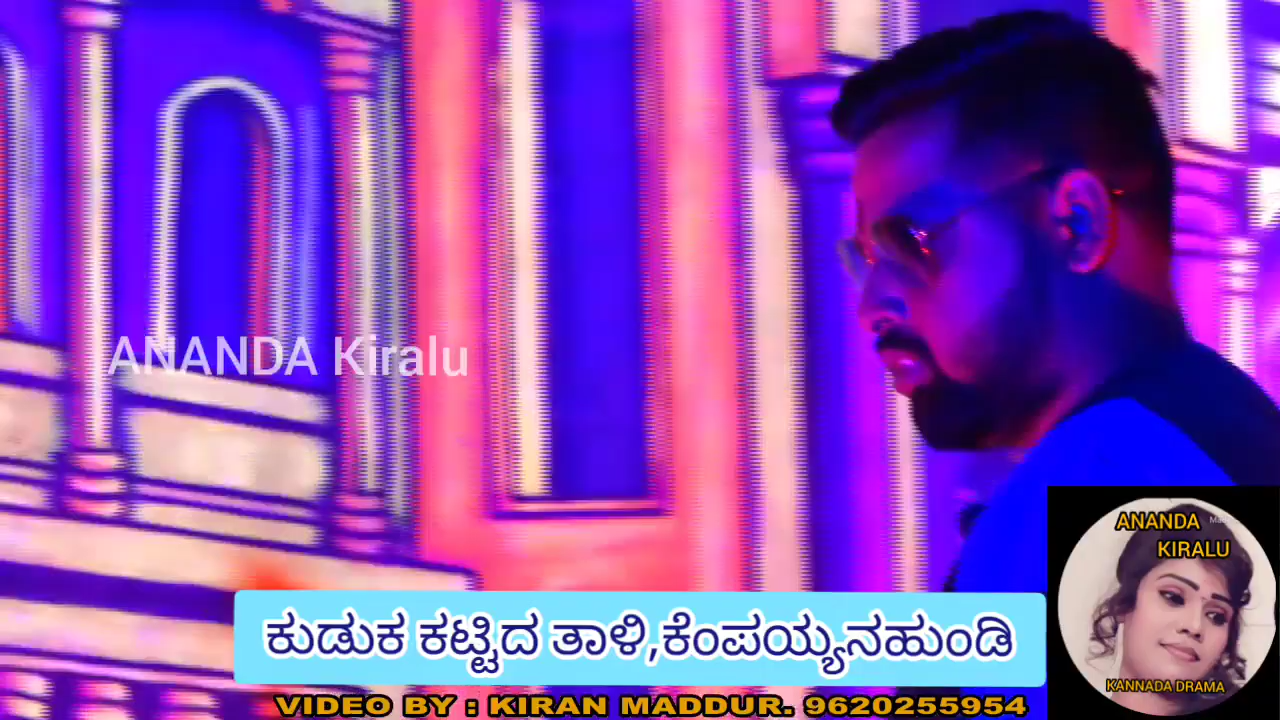 ANANDA Kiralu
ANANDA
KIRALU
ಕುಡುಕ ಕಟ್ಟಿದ ತಾಳಿ,ಕೆಂಪಯ್ಯನಹುಂಡಿ
KANNADA DRAMA
VIDEO BY : KIRAN MADDUR. 9620255954